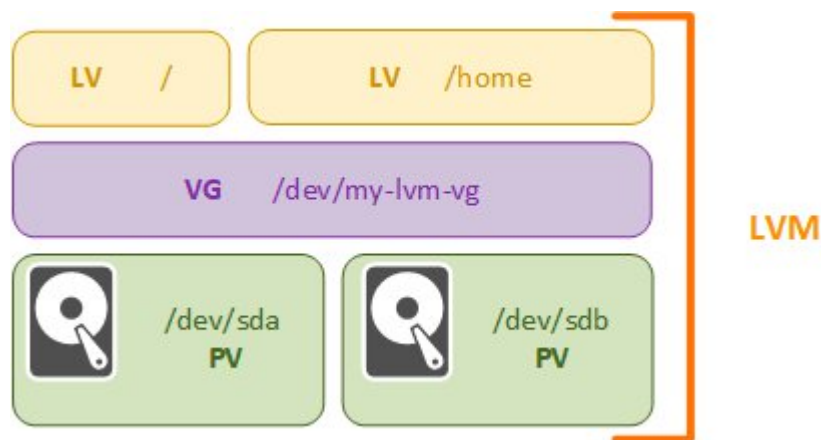 LV /
LV /home
VG /dev/my-lvm-vg
LVM
/dev/sda
PV
/dev/sdb
PV